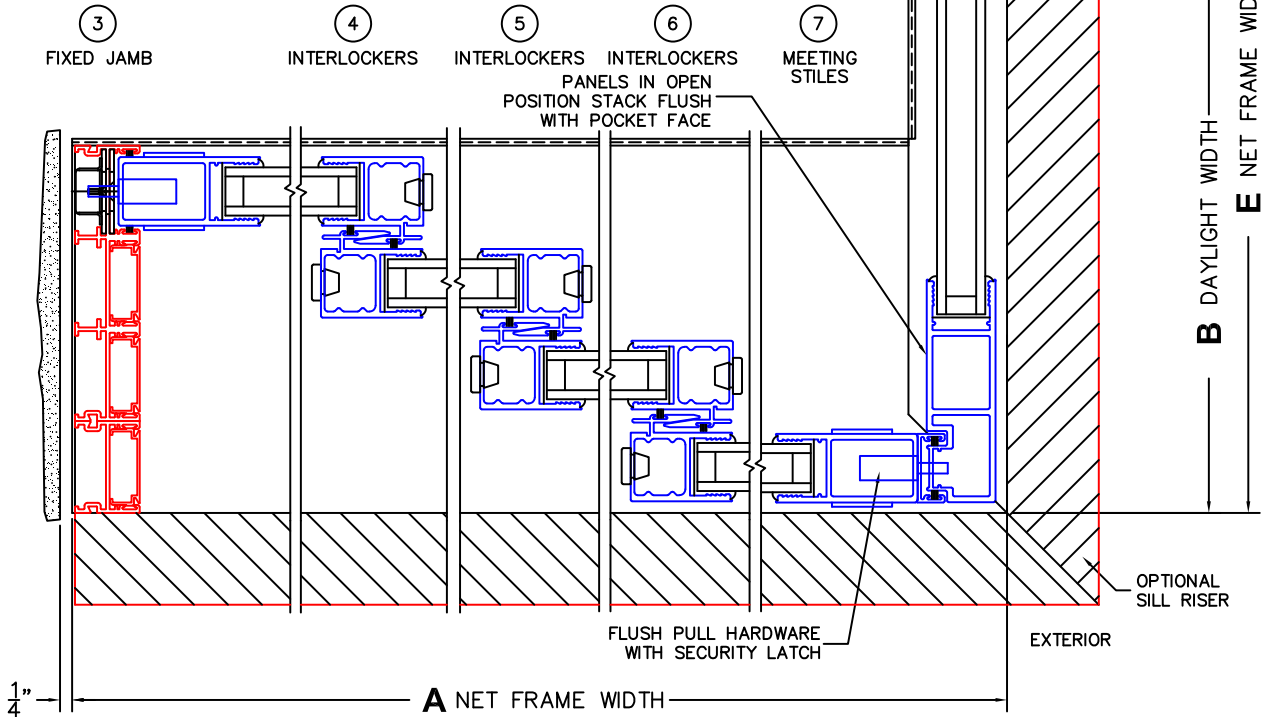 3
FIXED JAMB
4
INTERLOCKERS
5
INTERLOCKERS
6
INTERLOCKERS
7
MEETING
STILES
PANELS IN OPEN
POSITION STACK FLUSH
WITH POCKET FACE
B DAYLIGHT WIDTH
E NET FRAME WID
OPTIONAL
SILL RISER
FLUSH PULL HARDWARE
WITH SECURITY LATCH
EXTERIOR
1/4"
A NET FRAME WIDTH